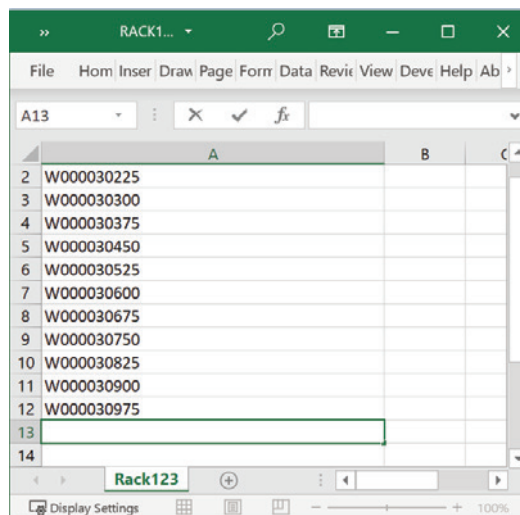 » RACK1...
File Hom Inser Draw Page Forr Data Revie View Deve Help Ab
A13 fx
A B C
2 W000030225
3 W000030300
4 W000030375
5 W000030450
6 W000030525
7 W000030600
8 W000030675
9 W000030750
10 W000030825
11 W000030900
12 W000030975
13
14
Rack123
Display Settings 100%